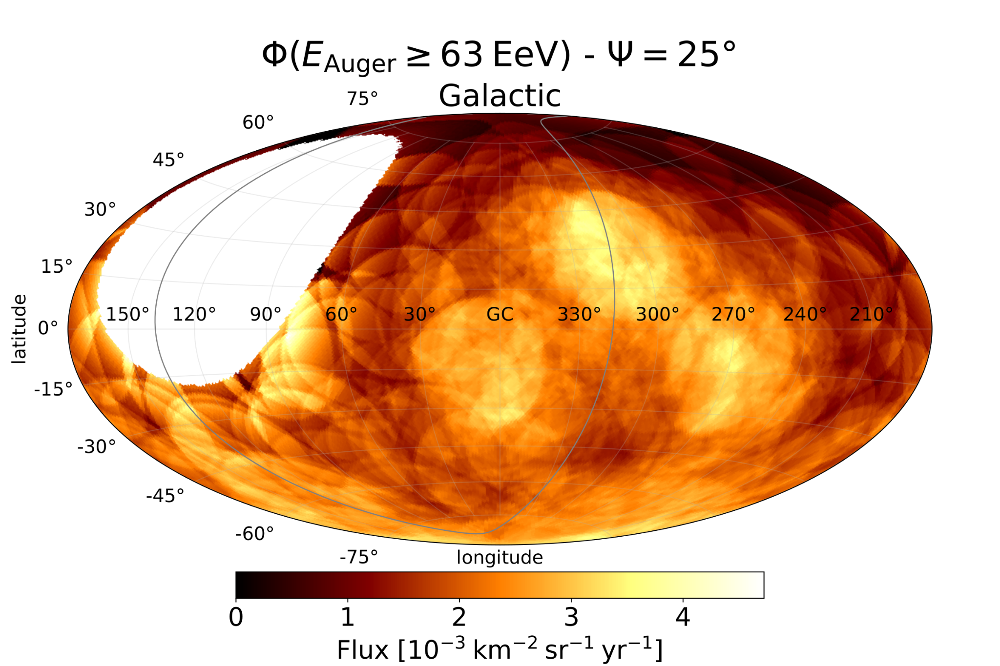 Φ(E_Auger ≥ 63 EeV) - Ψ = 25°
Galactic
75°
60°
45°
30°
15°
0°
-15°
-30°
-45°
-60°
-75°
latitude
150° 120° 90° 60° 30° GC 330° 300° 270° 240° 210°
longitude
0 1 2 3 4
Flux [10⁻³ km⁻² sr⁻¹ yr⁻¹]